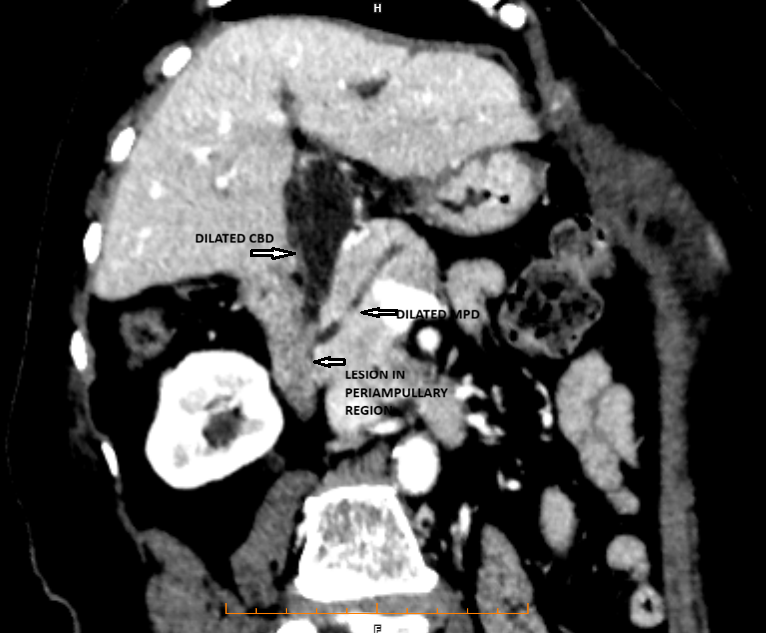 H
DILATED CBD
DILATED MPD
LESION IN
PERIAMPULLARY
REGION
F